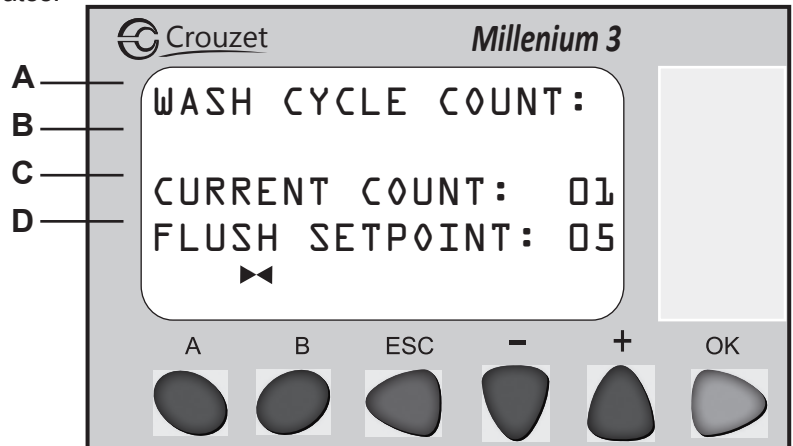 Crouzet Millenium 3
A
WASH CYCLE COUNT:
B
C
CURRENT COUNT: 01
D
FLUSH SETPOINT: 05
A B ESC - + OK